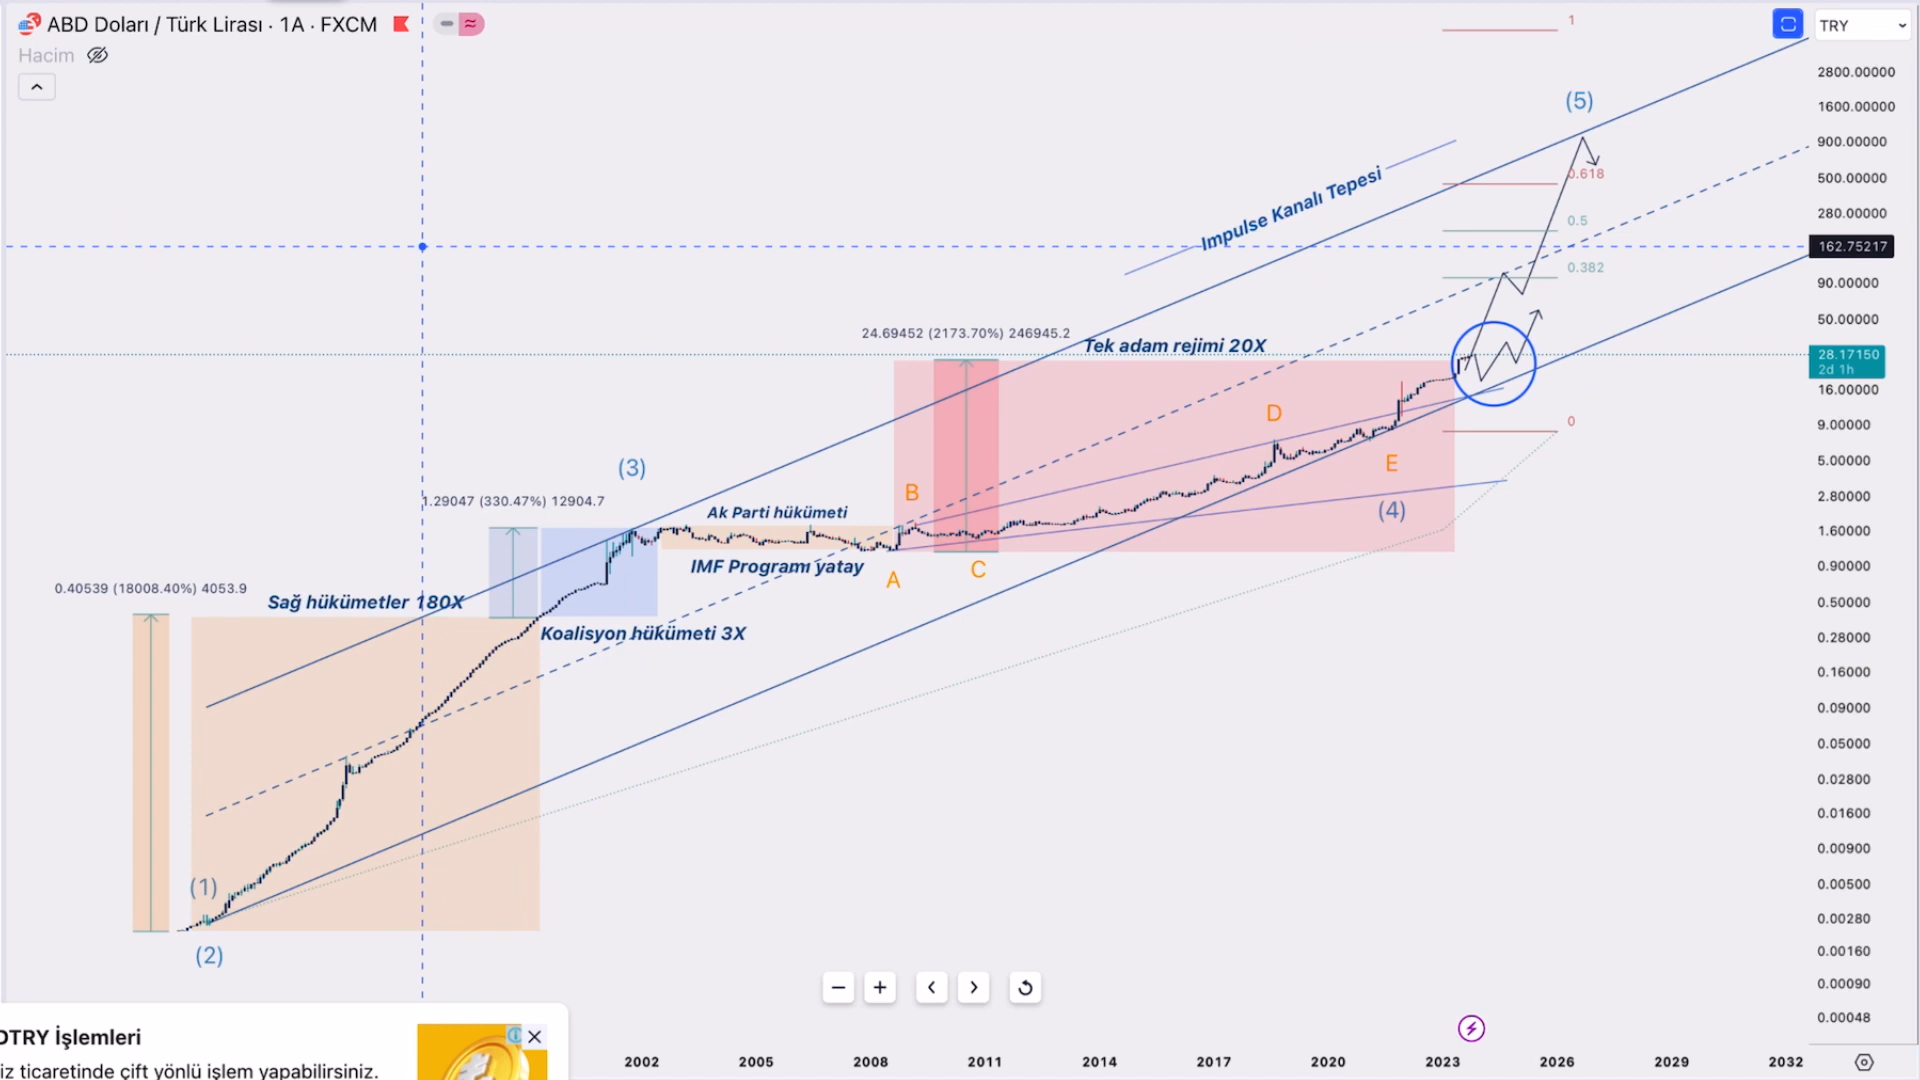 ABD Doları / Türk Lirası · 1A · FXCM
TRY
Hacim
1
2800.00000
1600.00000
900.00000
500.00000
280.00000
162.75217
90.00000
50.00000
28.17150
2d 1h
16.00000
9.00000
5.00000
2.80000
1.60000
0.90000
0.50000
0.28000
0.16000
0.09000
0.05000
0.02800
0.01600
0.00900
0.00500
0.00280
0.00160
0.00090
0.00048
(5)
0.618
0.5
0.382
0
Impulse Kanalı Tepesi
24.69452 (2173.70%) 246945.2
Tek adam rejimi 20X
D
E
(4)
(3)
B
1.29047 (330.47%) 12904.7
Ak Parti hükümeti
IMF Programı yatay
A
C
0.40539 (18008.40%) 4053.9
Sağ hükümetler 180X
Koalisyon hükümeti 3X
(1)
(2)
DTRY İşlemleri
iz ticaretinde çift yönlü işlem yapabilirsiniz.
2002
2005
2008
2011
2014
2017
2020
2023
2026
2029
2032